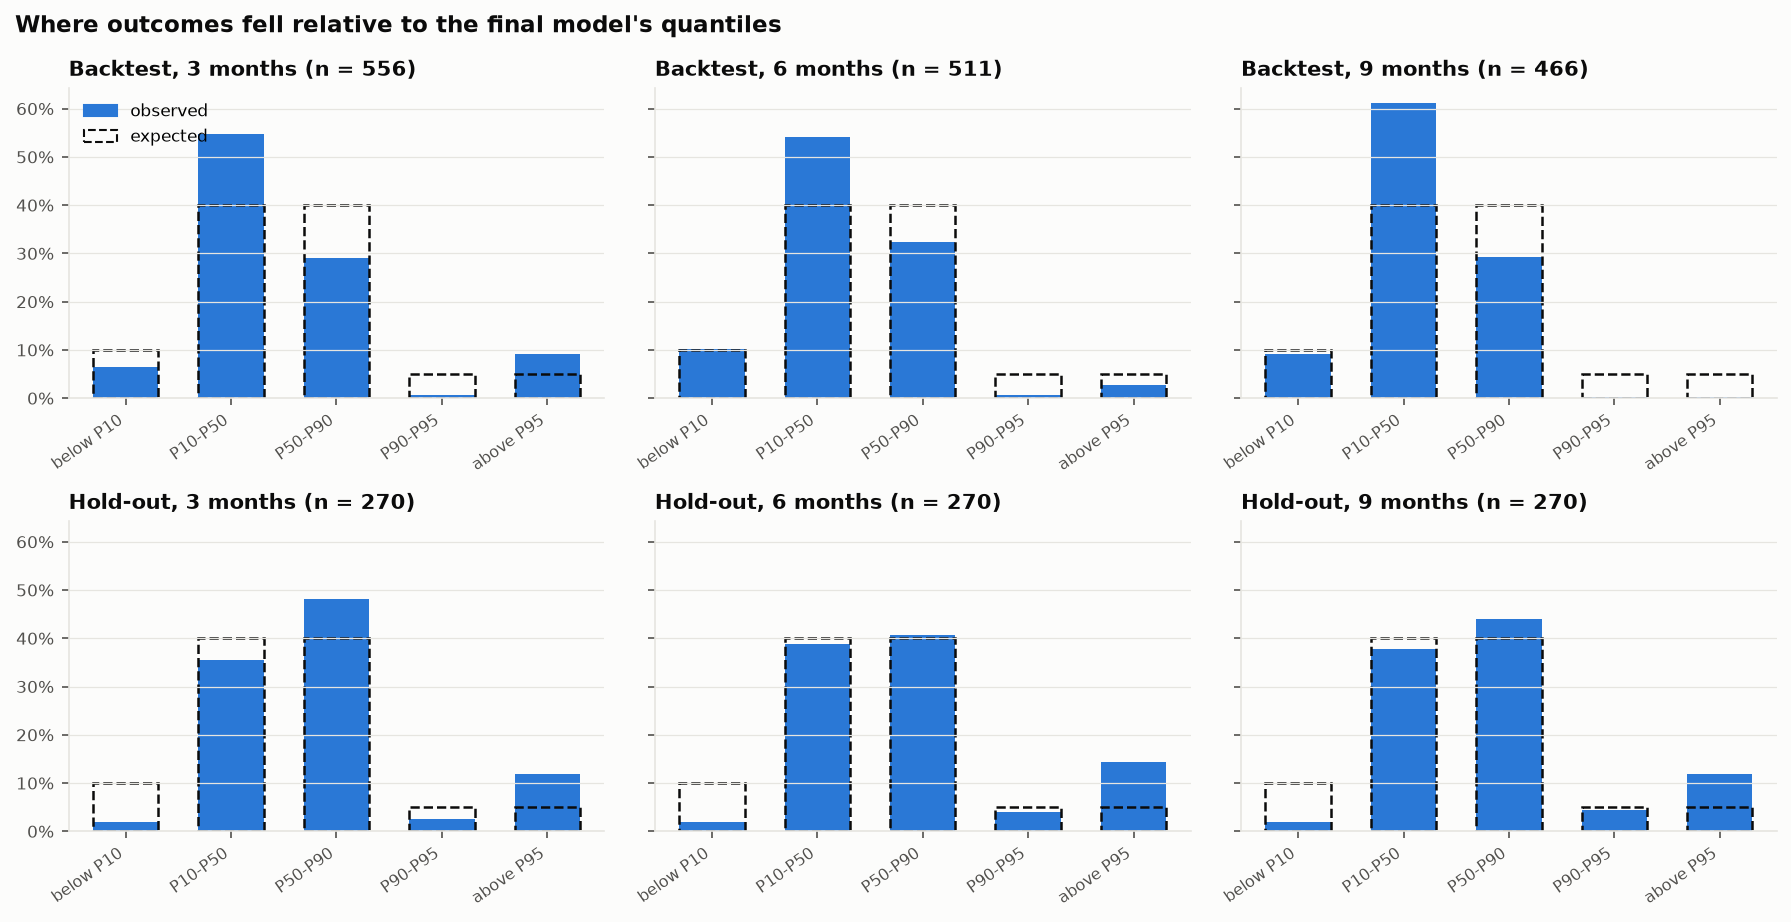 Where outcomes fell relative to the final model's quantiles
Backtest, 3 months (n = 556)
Backtest, 6 months (n = 511)
Backtest, 9 months (n = 466)
observed
expected
60%
50%
40%
30%
20%
10%
0%
below P10
P10-P50
P50-P90
P90-P95
above P95
below P10
P10-P50
P50-P90
P90-P95
above P95
below P10
P10-P50
P50-P90
P90-P95
above P95
Hold-out, 3 months (n = 270)
Hold-out, 6 months (n = 270)
Hold-out, 9 months (n = 270)
60%
50%
40%
30%
20%
10%
0%
below P10
P10-P50
P50-P90
P90-P95
above P95
below P10
P10-P50
P50-P90
P90-P95
above P95
below P10
P10-P50
P50-P90
P90-P95
above P95